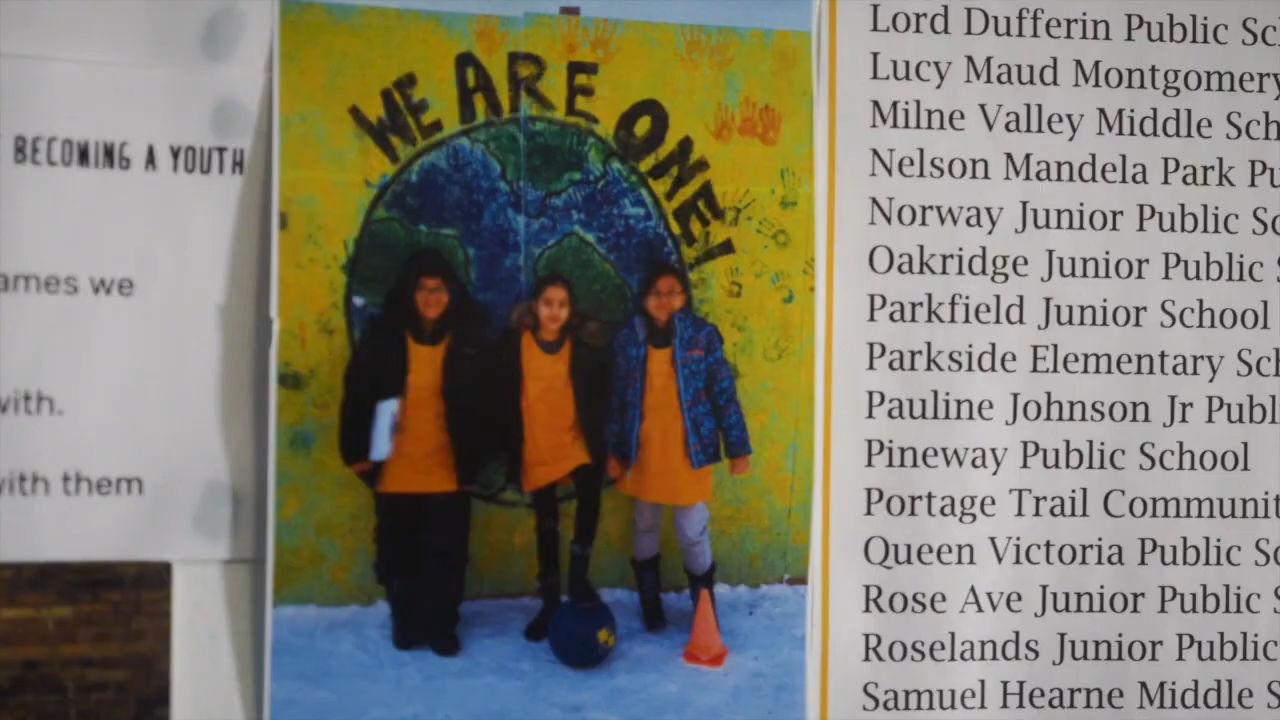 BECOMING A YOUTH
ames we
with.
with them
WE ARE ONE!
Lord Dufferin Public Sc
Lucy Maud Montgomery
Milne Valley Middle Sch
Nelson Mandela Park Pu
Norway Junior Public Sc
Oakridge Junior Public S
Parkfield Junior School
Parkside Elementary Sch
Pauline Johnson Jr Publ
Pineway Public School
Portage Trail Communit
Queen Victoria Public Sc
Rose Ave Junior Public S
Roselands Junior Public
Samuel Hearne Middle S